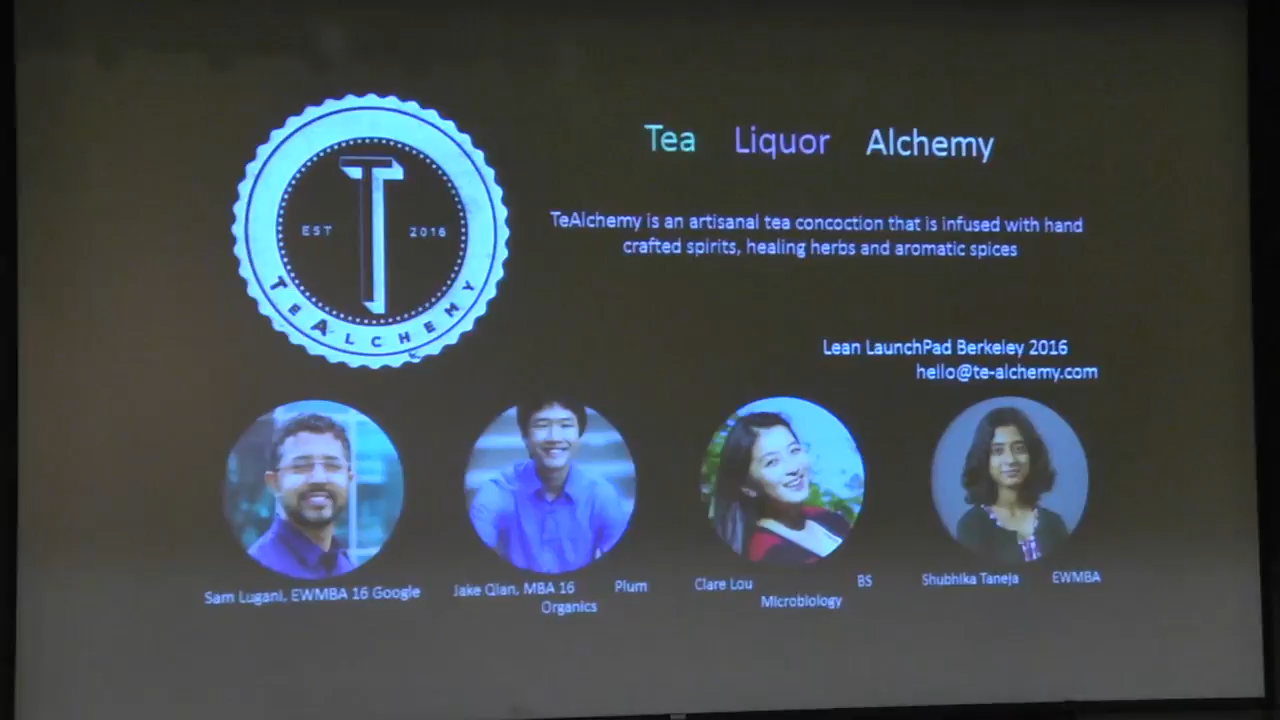 EST 2016
TEALCHEMY
Tea Liquor Alchemy
TeAlchemy is an artisanal tea concoction that is infused with hand
crafted spirits, healing herbs and aromatic spices
Lean LaunchPad Berkeley 2016
hello@te-alchemy.com
Sam Lugani, EWMBA 16 Google
Jake Qian, MBA 16 Plum
Organics
Clare Lou BS
Microbiology
Shubhika Taneja EWMBA